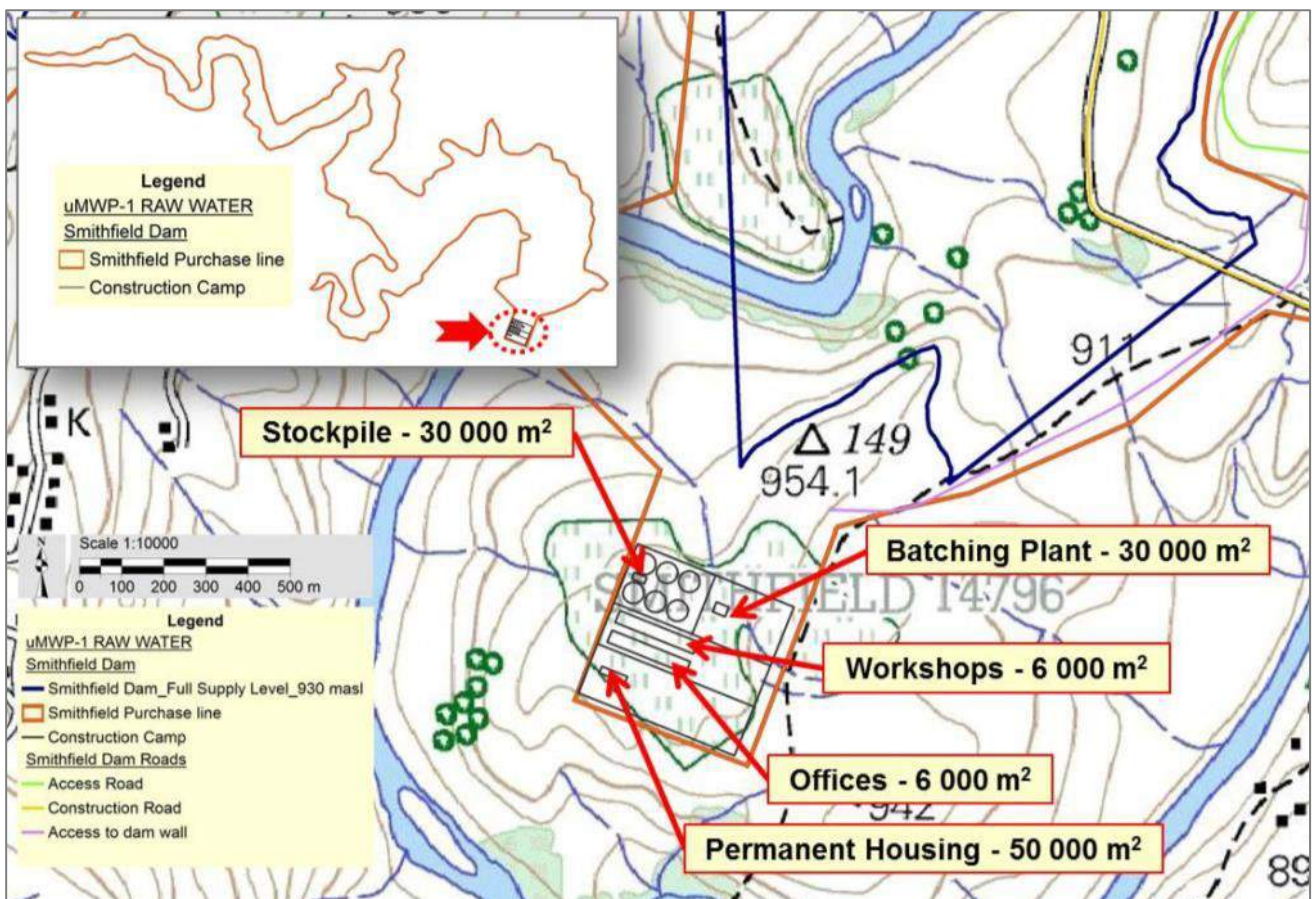 Legend
uMWP-1 RAW WATER
Smithfield Dam
Smithfield Purchase line
Construction Camp
911
149
954.1
K
Stockpile - 30 000 m²
Batching Plant - 30 000 m²
SMITHFIELD 14796
Workshops - 6 000 m²
Offices - 6 000 m²
942
Permanent Housing - 50 000 m²
89
N
Scale 1:10000
0 100 200 300 400 500 m
Legend
uMWP-1 RAW WATER
Smithfield Dam
Smithfield Dam_Full Supply Level_930 masl
Smithfield Purchase line
Construction Camp
Smithfield Dam Roads
Access Road
Construction Road
Access to dam wall